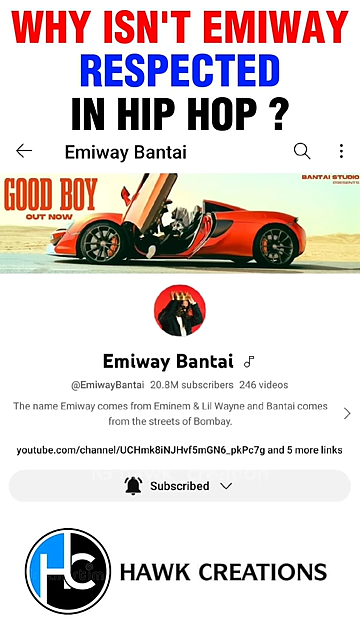 WHY ISN'T EMIWAY
RESPECTED
IN HIP HOP ?
Emiway Bantai
BANTAI STUDIO
PRESENTS
GOOD BOY
OUT NOW
Emiway Bantai
@EmiwayBantai 20.8M subscribers 246 videos
The name Emiway comes from Eminem & Lil Wayne and Bantai comes
from the streets of Bombay.
youtube.com/channel/UCHmk8iNJHvf5mGN6_pkPc7g and 5 more links
Subscribed
HC
HAWK CREATIONS